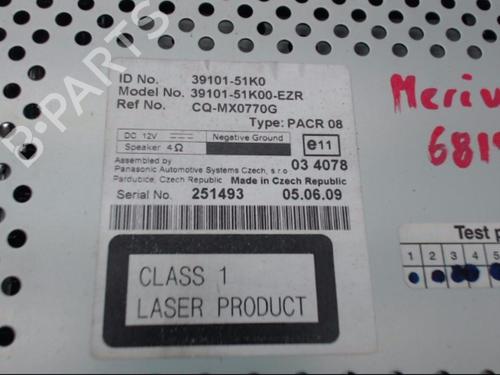 ID No. 39101-51K0
Model No. 39101-51K00-EZR
Ref No. CQ-MX0770G
Type: PACR 08
DC 12V Negative Ground
Speaker 4Ω
e11
Assembled by 03 4078
Panasonic Automotive Systems Czech, s.r.o
Pardubice, Czech Republic Made in Czech Republic
Serial No. 251493 05.06.09
CLASS 1
LASER PRODUCT
Test p
1 2 3 4 5
B-PARTS